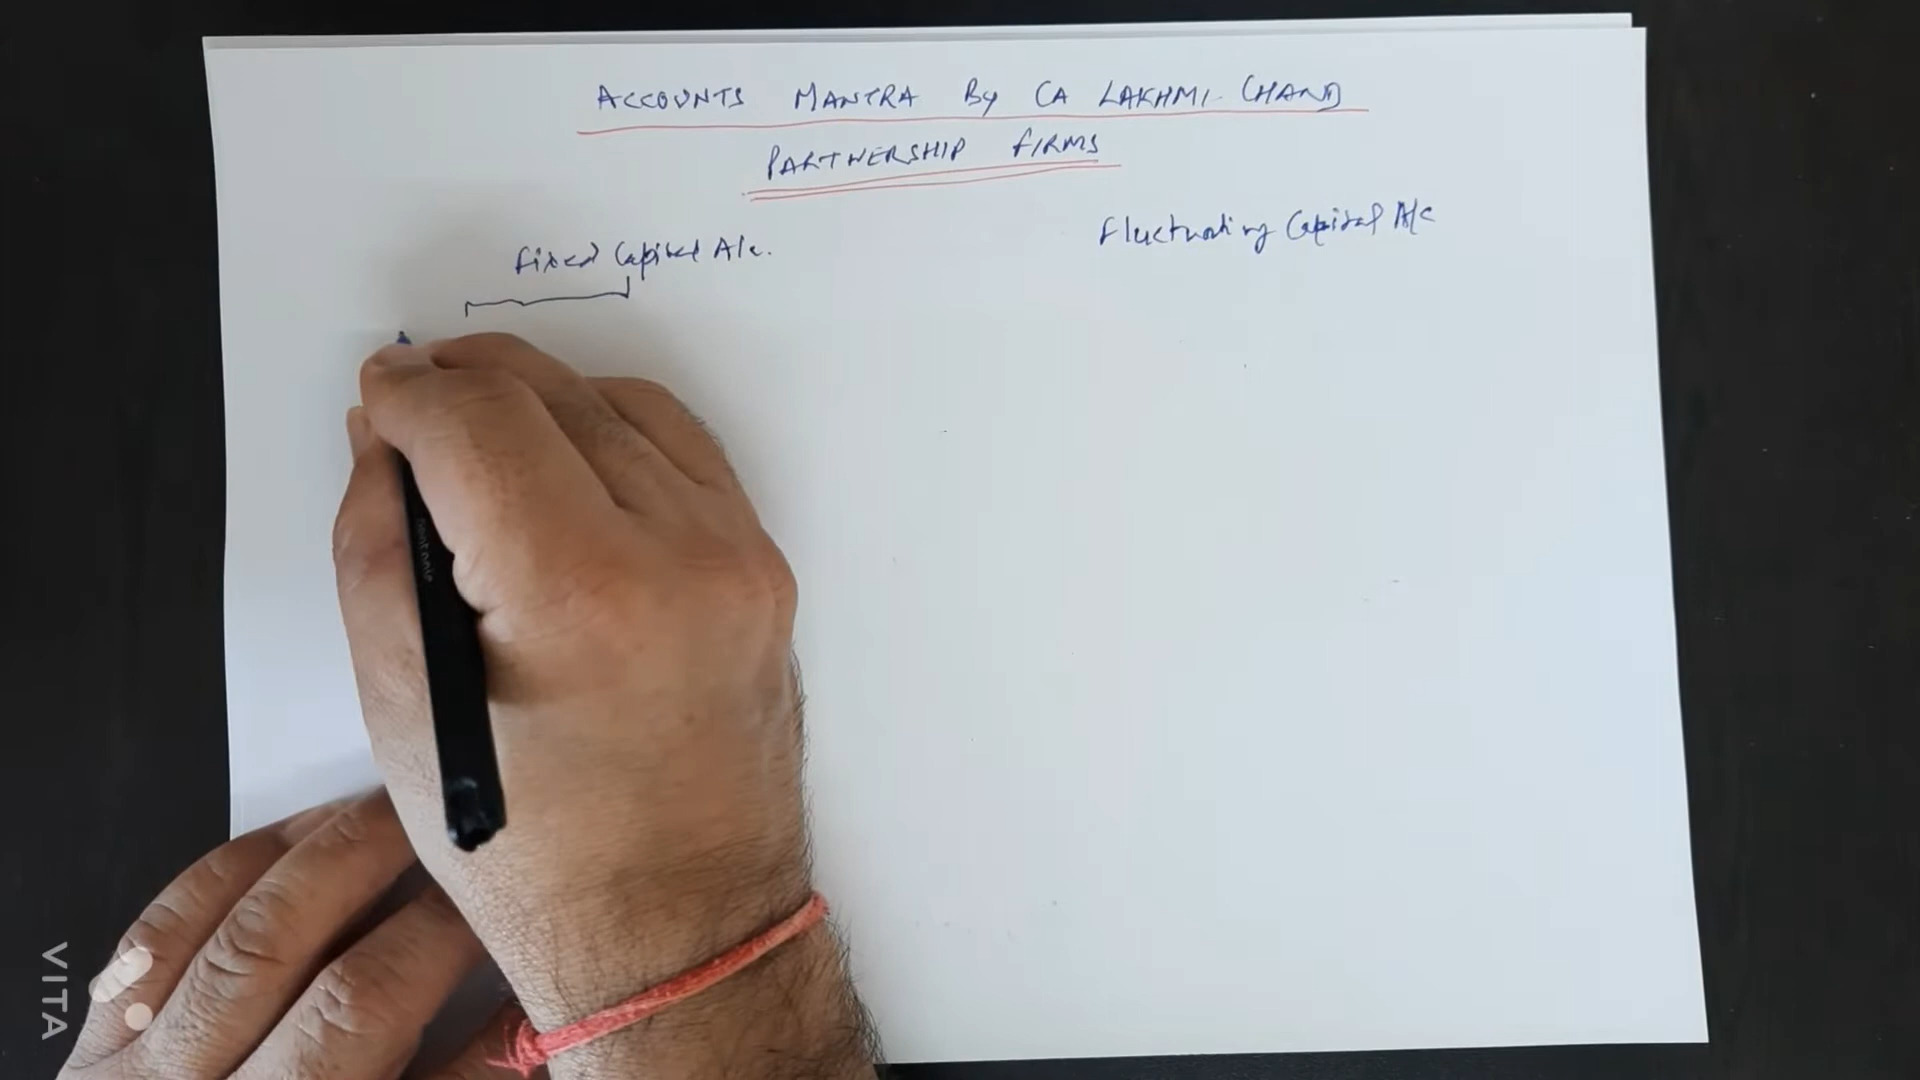 ACCOUNTS MANTRA By CA LAKHMI CHAND
PARTNERSHIP FIRMS
Fluctuating Capital A/c
Fixed Capital A/c.
VITA